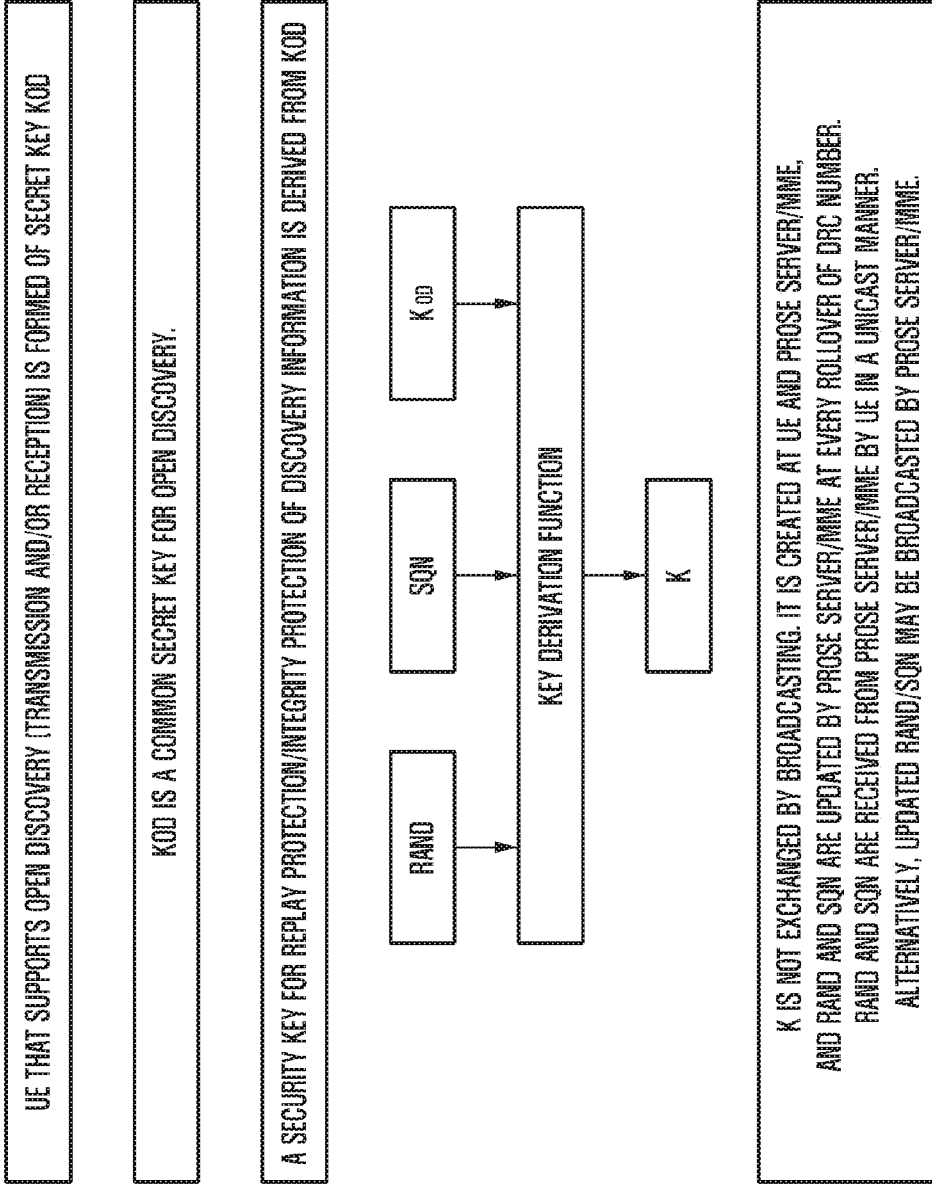 UE THAT SUPPORTS OPEN DISCOVERY (TRANSMISSION AND/OR RECEPTION) IS FORMED OF SECRET KEY KOD
KOD IS A COMMON SECRET KEY FOR OPEN DISCOVERY.
A SECURITY KEY FOR REPLAY PROTECTION/INTEGRITY PROTECTION OF DISCOVERY INFORMATION IS DERIVED FROM KOD
RAND
SQN
K OD
KEY DERIVATION FUNCTION
K
K IS NOT EXCHANGED BY BROADCASTING. IT IS CREATED AT UE AND PROSE SERVER/MME,
AND RAND AND SQN ARE UPDATED BY PROSE SERVER/MME AT EVERY ROLLOVER OF DRC NUMBER.
RAND AND SQN ARE RECEIVED FROM PROSE SERVER/MME BY UE IN A UNICAST MANNER.
ALTERNATIVELY, UPDATED RAND/SQN MAY BE BROADCASTED BY PROSE SERVER/MME.